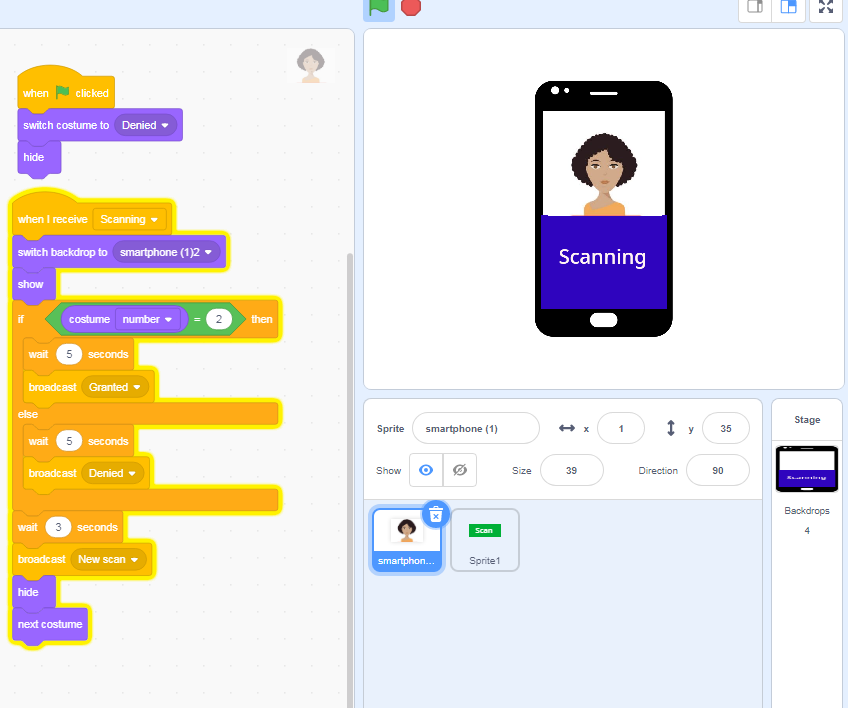 when clicked
switch costume to Denied
hide
when I receive Scanning
switch backdrop to smartphone (1)2
show
if costume number = 2 then
wait 5 seconds
broadcast Granted
else
wait 5 seconds
broadcast Denied
wait 3 seconds
broadcast New scan
hide
next costume
Scanning
Sprite smartphone (1) x 1 y 35
Show Size 39 Direction 90
smartphon...
Scan
Sprite1
Stage
Scanning
Backdrops
4